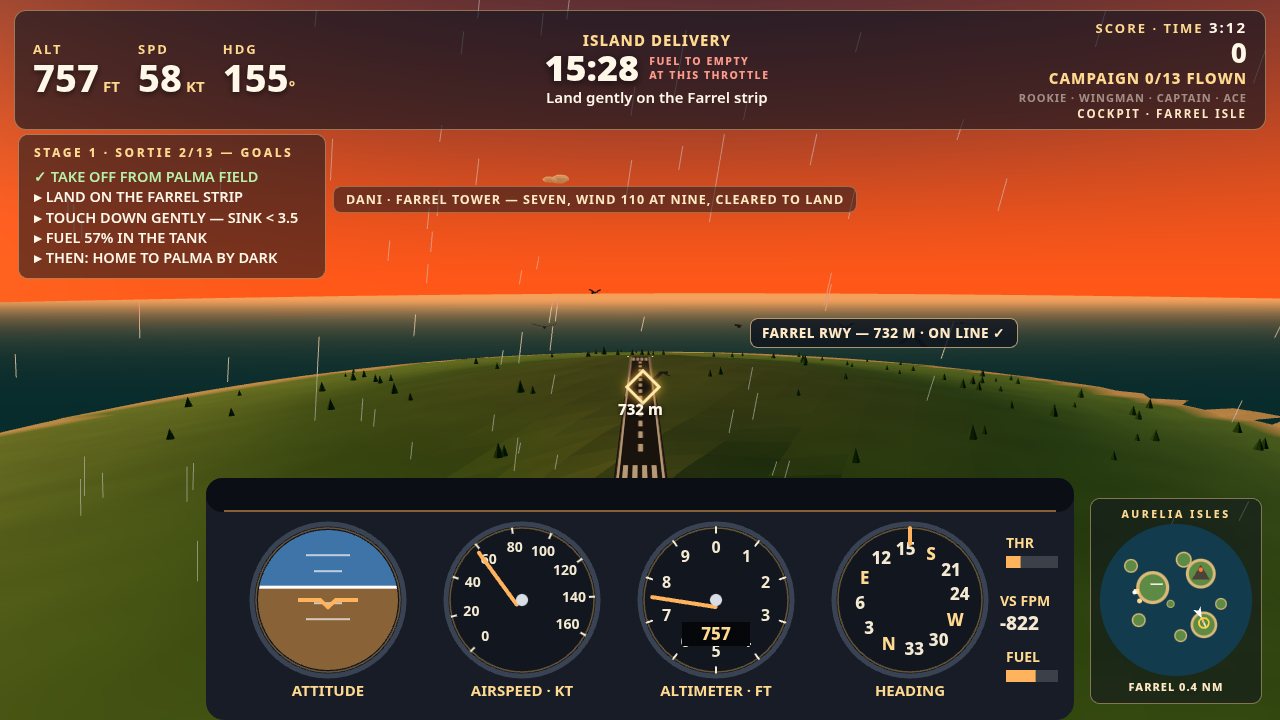 ALT
757 FT
SPD
58 KT
HDG
155°
ISLAND DELIVERY
15:28
FUEL TO EMPTY
AT THIS THROTTLE
Land gently on the Farrel strip
SCORE · TIME 3:12
0
CAMPAIGN 0/13 FLOWN
ROOKIE · WINGMAN · CAPTAIN · ACE
COCKPIT · FARREL ISLE
STAGE 1 · SORTIE 2/13 — GOALS
✓ TAKE OFF FROM PALMA FIELD
▸ LAND ON THE FARREL STRIP
▸ TOUCH DOWN GENTLY — SINK < 3.5
▸ FUEL 57% IN THE TANK
▸ THEN: HOME TO PALMA BY DARK
DANI · FARREL TOWER — SEVEN, WIND 110 AT NINE, CLEARED TO LAND
FARREL RWY — 732 M · ON LINE ✓
732 m
ATTITUDE
0
20
40
60
80
100
120
140
160
AIRSPEED · KT
0
1
2
3
5
7
8
9
757
ALTIMETER · FT
N
3
6
E
12
15
S
21
24
W
30
33
HEADING
THR
VS FPM
-822
FUEL
AURELIA ISLES
FARREL 0.4 NM